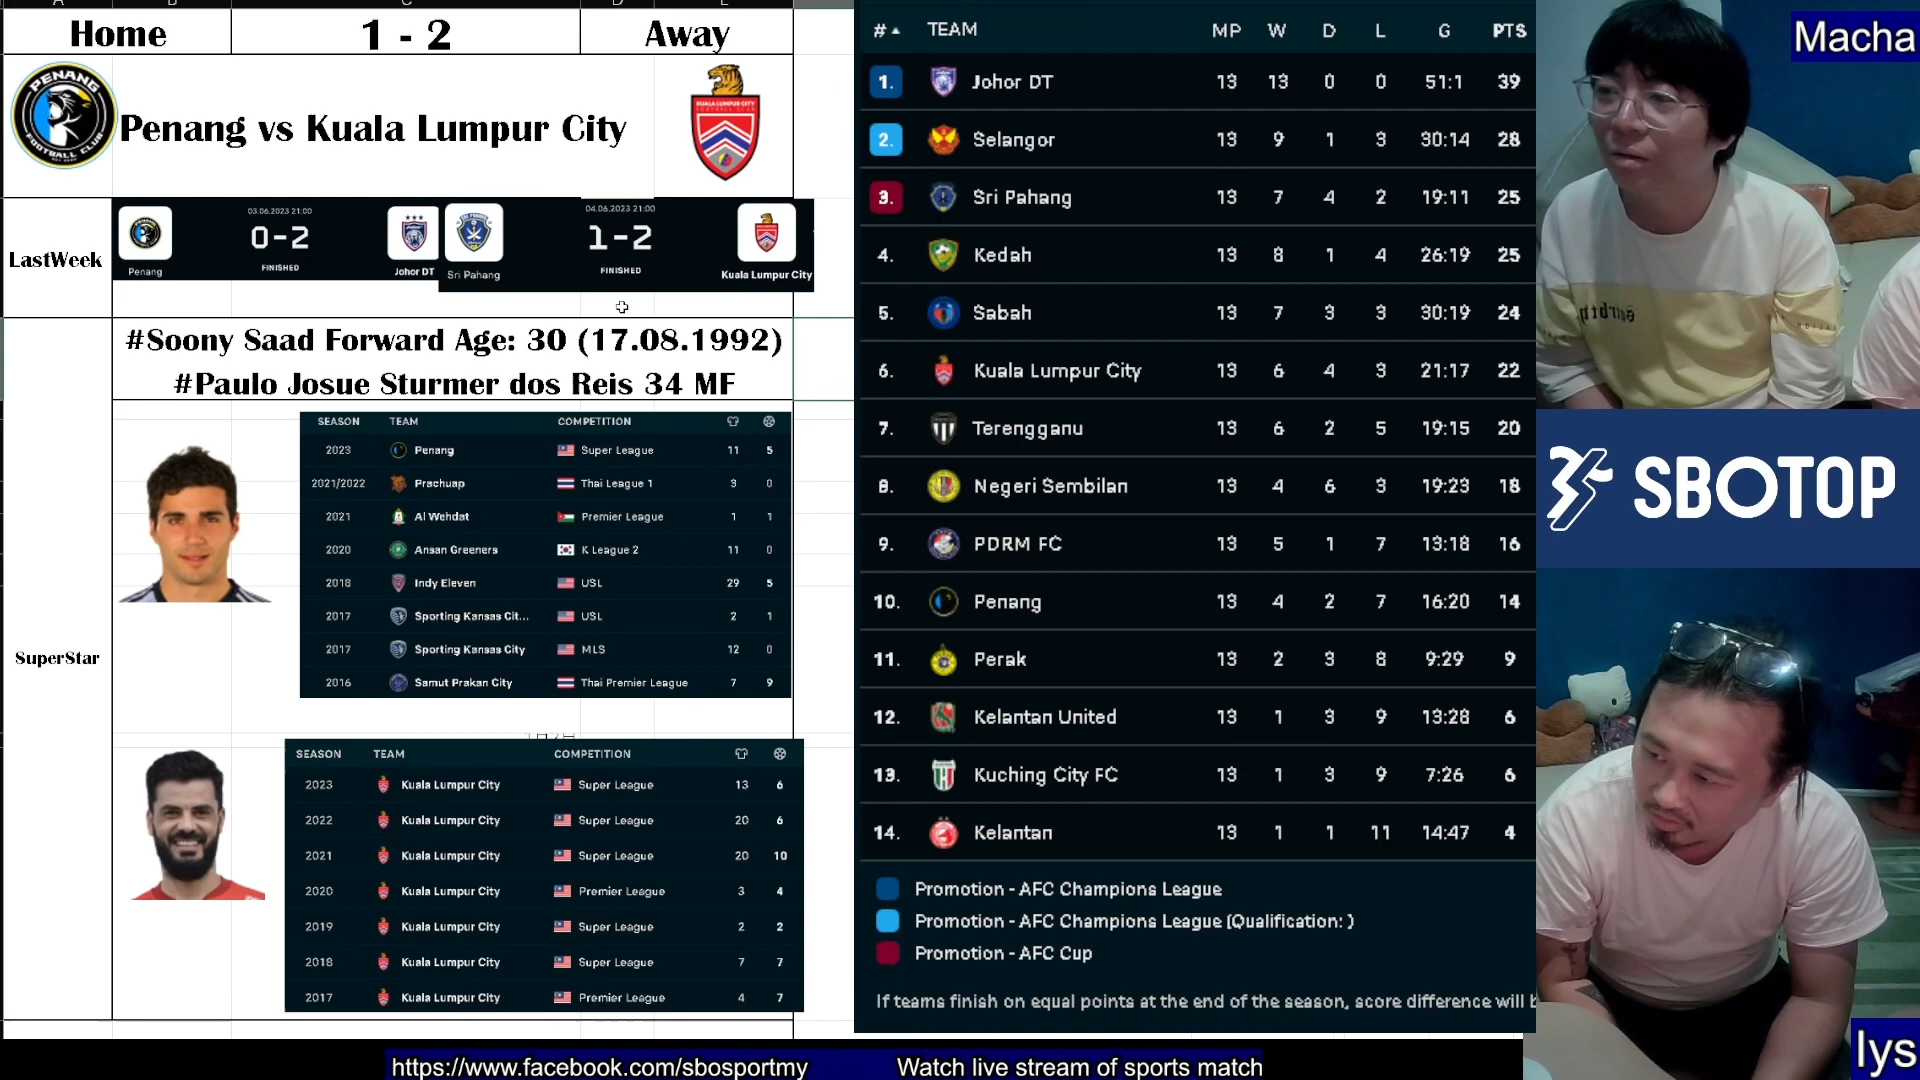 Home 1 - 2 Away
PENANG
FOOTBALL CLUB
Penang vs Kuala Lumpur City
KUALA LUMPUR CITY
LastWeek
03.06.2023 21:00
0-2
FINISHED
Penang
Johor DT
04.06.2023 21:00
1-2
FINISHED
Sri Pahang
Kuala Lumpur City
#Soony Saad Forward Age: 30 (17.08.1992)
#Paulo Josue Sturmer dos Reis 34 MF
SuperStar
SEASON TEAM COMPETITION
2023 Penang Super League 11 5
2021/2022 Prachuap Thai League 1 3 0
2021 Al Wehdat Premier League 1 1
2020 Ansan Greeners K League 2 11 0
2018 Indy Eleven USL 29 5
2017 Sporting Kansas Cit... USL 2 1
2017 Sporting Kansas City MLS 12 0
2016 Samut Prakan City Thai Premier League 7 9
SEASON TEAM COMPETITION
2023 Kuala Lumpur City Super League 13 6
2022 Kuala Lumpur City Super League 20 6
2021 Kuala Lumpur City Super League 20 10
2020 Kuala Lumpur City Premier League 3 4
2019 Kuala Lumpur City Super League 2 2
2018 Kuala Lumpur City Super League 7 7
2017 Kuala Lumpur City Premier League 4 7
# TEAM MP W D L G PTS
1. Johor DT 13 13 0 0 51:1 39
2. Selangor 13 9 1 3 30:14 28
3. Sri Pahang 13 7 4 2 19:11 25
4. Kedah 13 8 1 4 26:19 25
5. Sabah 13 7 3 3 30:19 24
6. Kuala Lumpur City 13 6 4 3 21:17 22
7. Terengganu 13 6 2 5 19:15 20
8. Negeri Sembilan 13 4 6 3 19:23 18
9. PDRM FC 13 5 1 7 13:18 16
10. Penang 13 4 2 7 16:20 14
11. Perak 13 2 3 8 9:29 9
12. Kelantan United 13 1 3 9 13:28 6
13. Kuching City FC 13 1 3 9 7:26 6
14. Kelantan 13 1 1 11 14:47 4
Promotion - AFC Champions League
Promotion - AFC Champions League (Qualification: )
Promotion - AFC Cup
If teams finish on equal points at the end of the season, score difference will
Macha
SBOTOP
lys
https://www.facebook.com/sbosportmy
Watch live stream of sports match